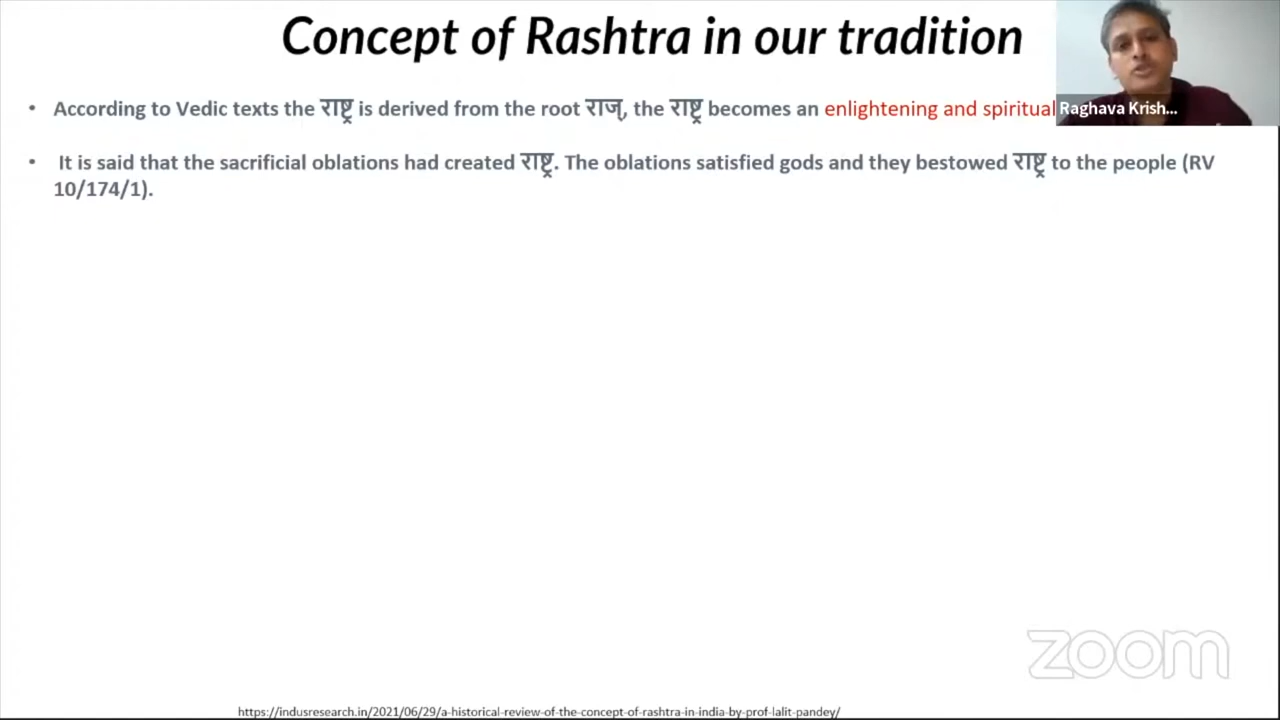 Concept of Rashtra in our tradition
• According to Vedic texts the राष्ट्र is derived from the root राज्, the राष्ट्र becomes an enlightening and spiritual
Raghava Krish...
• It is said that the sacrificial oblations had created राष्ट्र. The oblations satisfied gods and they bestowed राष्ट्र to the people (RV
10/174/1).
zoom
https://indusresearch.in/2021/06/29/a-historical-review-of-the-concept-of-rashtra-in-india-by-prof-lalit-pandey/